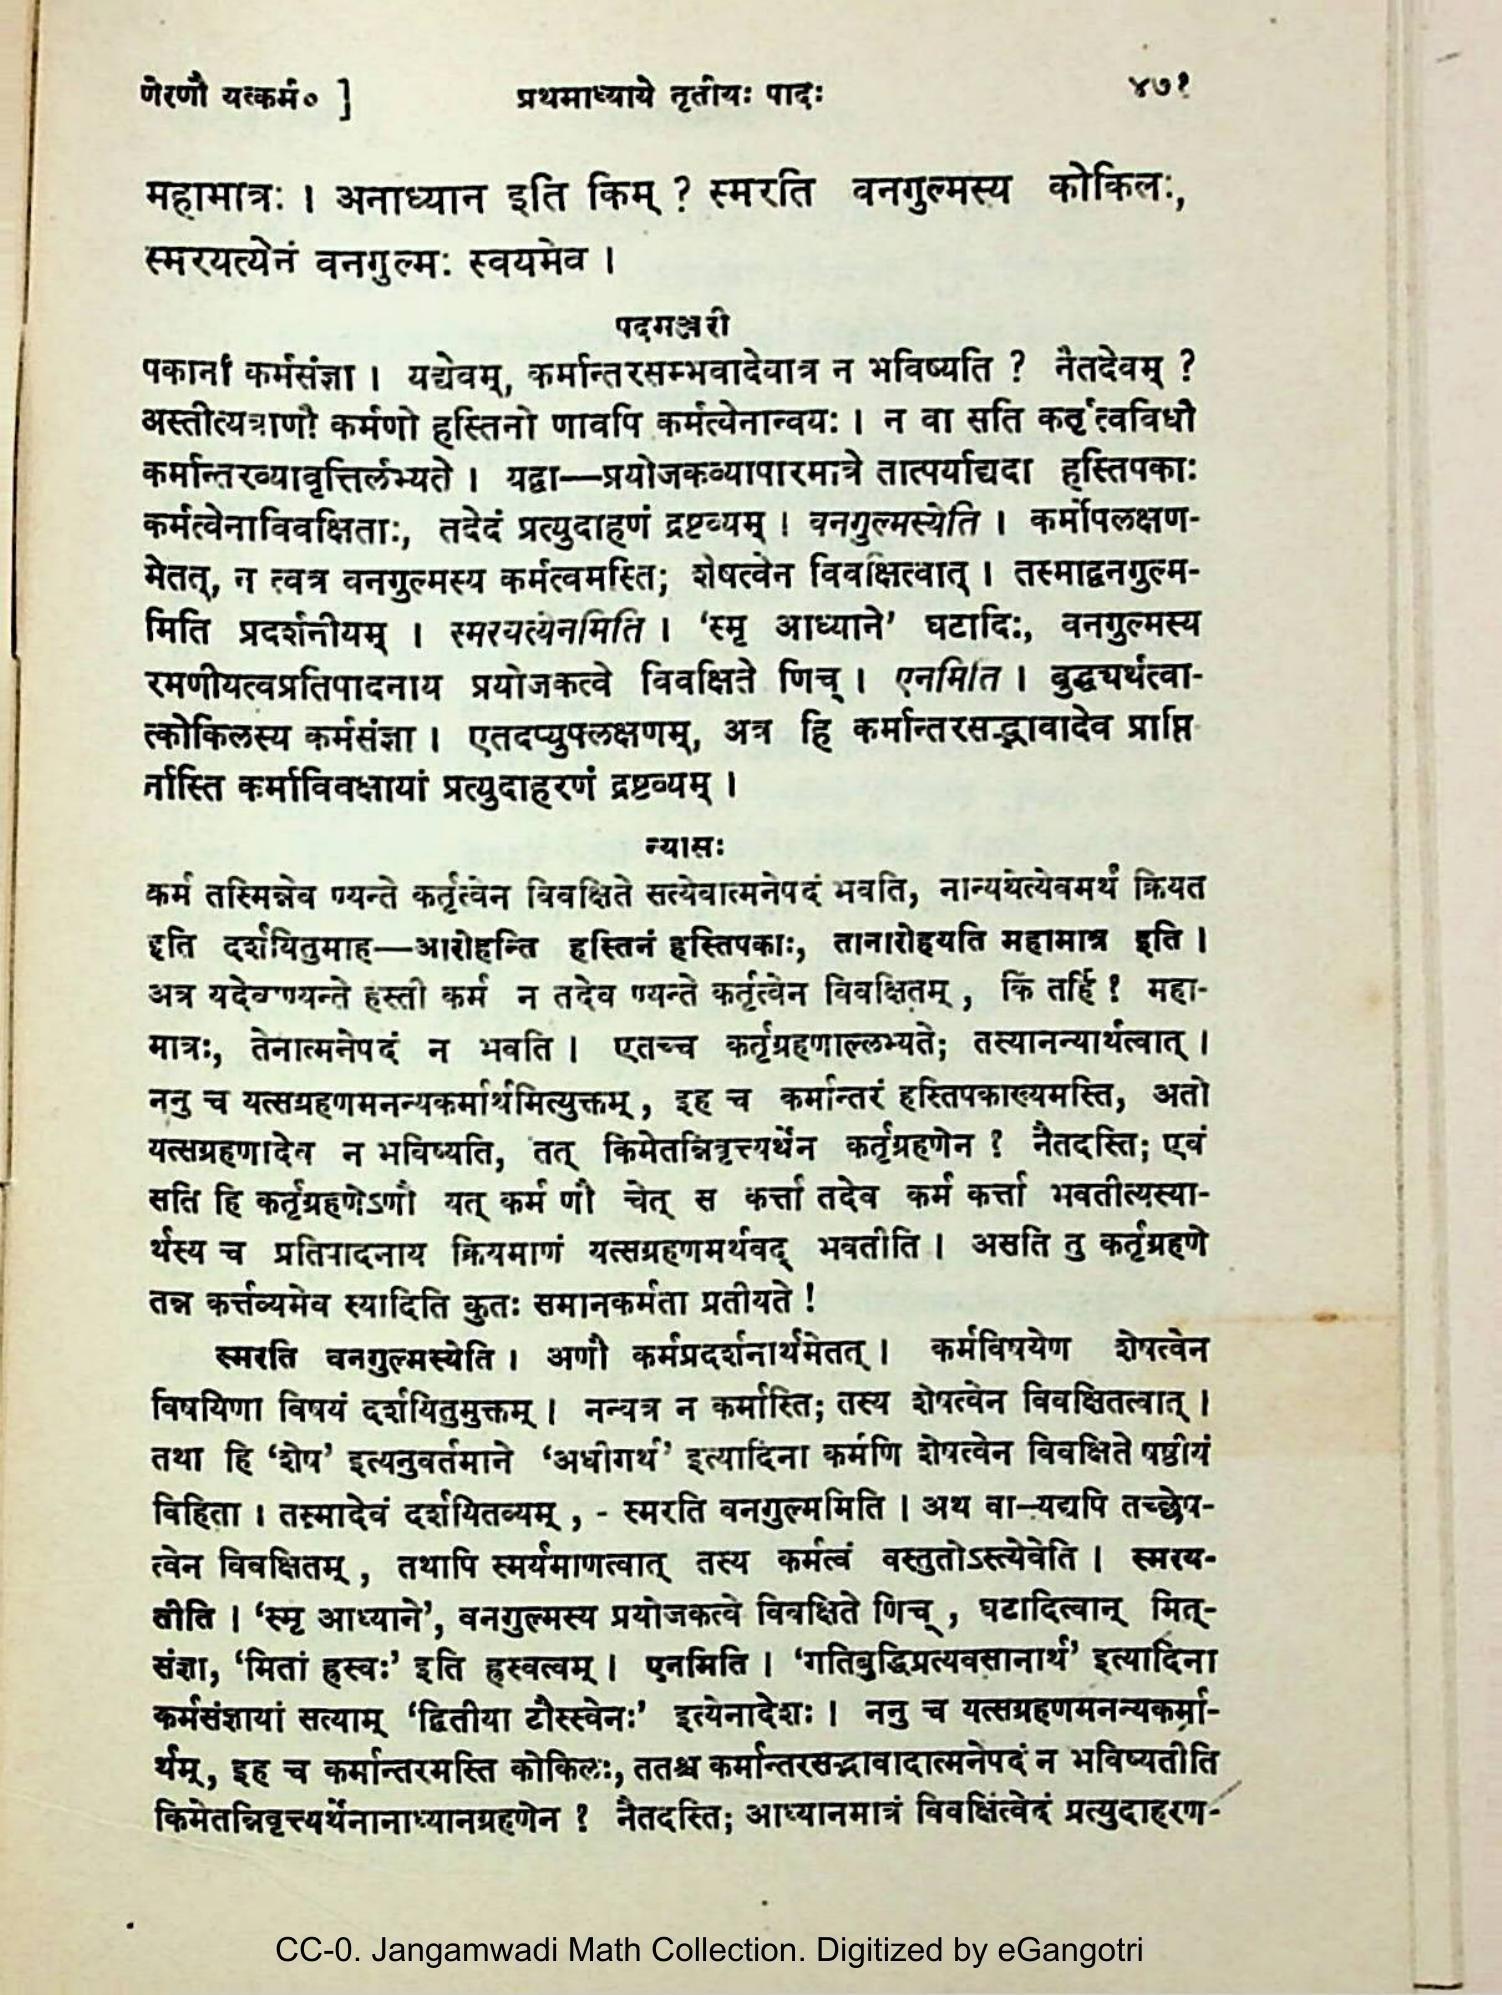 णेरणौ यत्कर्म० ]
प्रथमाध्याये तृतीयः पादः
४७१
महामात्रः । अनाध्यान इति किम् ? स्मरति वनगुल्मस्य कोकिलः,
स्मरयत्येनं वनगुल्मः स्वयमेव ।
पदमञ्जरी
पकानां कर्मसंज्ञा । यद्येवम्, कर्मान्तरसम्भवादेवात्र न भविष्यति ? नैतदेवम् ?
अस्तीत्यत्राणौ कर्मणो हस्तिनो णावपि कर्मत्वेनान्वयः । न वा सति कर्तृत्वविधौ
कर्मान्तरव्यावृत्तिर्लभ्यते । यद्वा—प्रयोजकव्यापारमात्रे तात्पर्याद्यदा हस्तिपकाः
कर्मत्वेनाविवक्षिताः, तदेदं प्रत्युदाहणं द्रष्टव्यम् । वनगुल्मस्येति । कर्मोपलक्षण-
मेतत्, न त्वत्र वनगुल्मस्य कर्मत्वमस्ति; शेषत्वेन विवक्षित्वात् । तस्माद्वनगुल्म-
मिति प्रदर्शनीयम् । स्मरयत्येनमिति । ‘स्मृ आध्याने’ घटादिः, वनगुल्मस्य
रमणीयत्वप्रतिपादनाय प्रयोजकत्वे विवक्षिते णिच् । एनमिति । बुद्ध्यर्थत्वा-
त्कोकिलस्य कर्मसंज्ञा । एतदप्युपलक्षणम्, अत्र हि कर्मान्तरसद्भावादेव प्राप्ति
र्नास्ति कर्माविवक्षायां प्रत्युदाहरणं द्रष्टव्यम् ।
न्यासः
कर्म तस्मिन्नेव ण्यन्ते कर्तृत्वेन विवक्षिते सत्येवात्मनेपदं भवति, नान्यथेत्येवमर्थं क्रियत
इति दर्शयितुमाह—आरोहन्ति हस्तिनं हस्तिपकाः, तानारोहयति महामात्र इति ।
अत्र यदेवाण्यन्ते हस्ती कर्म न तदेव ण्यन्ते कर्तृत्वेन विवक्षितम् , किं तर्हि ? महा-
मात्रः, तेनात्मनेपदं न भवति । एतच्च कर्तृग्रहणाल्लभ्यते; तस्यानन्यार्थत्वात् ।
ननु च यत्सग्रहणमनन्यकर्मार्थमित्युक्तम् , इह च कर्मान्तरं हस्तिपकाख्यमस्ति, अतो
यत्सग्रहणादेव न भविष्यति, तत् किमेतन्निवृत्त्यर्थेन कर्तृग्रहणेन ? नैतदस्ति; एवं
सति हि कर्तृग्रहणेऽणौ यत् कर्म णौ चेत् स कर्त्ता तदेव कर्म कर्त्ता भवतीत्यस्या-
र्थस्य च प्रतिपादनाय क्रियमाणं यत्सग्रहणमर्थवद् भवतीति । असति तु कर्तृग्रहणे
तन्न कर्त्तव्यमेव स्यादिति कुतः समानकर्मता प्रतीयते !
स्मरति वनगुल्मस्येति । अणौ कर्मप्रदर्शनार्थमेतत् । कर्मविषयेण शेषत्वेन
विषयिणा विषयं दर्शयितुमुक्तम् । नन्वत्र न कर्मास्ति; तस्य शेषत्वेन विवक्षितत्वात् ।
तथा हि ‘शेष’ इत्यनुवर्तमाने ‘अधीगर्थ’ इत्यादिना कर्मणि शेषत्वेन विवक्षिते षष्ठीयं
विहिता । तस्मादेवं दर्शयितव्यम् , - स्मरति वनगुल्ममिति । अथ वा—यद्यपि तच्छेष-
त्वेन विवक्षितम् , तथापि स्मर्यमाणत्वात् तस्य कर्मत्वं वस्तुतोऽस्त्येवेति । स्मरय-
तीति । ‘स्मृ आध्याने’, वनगुल्मस्य प्रयोजकत्वे विवक्षिते णिच् , घटादित्वान् मित्-
संज्ञा, ‘मितां ह्रस्वः’ इति ह्रस्वत्वम् । एनमिति । ‘गतिबुद्धिप्रत्यवसानार्थ’ इत्यादिना
कर्मसंज्ञायां सत्याम् ‘द्वितीया टौस्स्वेनः’ इत्येनादेशः । ननु च यत्सग्रहणमनन्यकर्मा-
र्थम्, इह च कर्मान्तरमस्ति कोकिलः, ततश्च कर्मान्तरसद्भावादात्मनेपदं न भविष्यतीति
किमेतन्निवृत्त्यर्थेनानाध्यानग्रहणेन ? नैतदस्ति; आध्यानमात्रं विवक्षित्वेदं प्रत्युदाहरण-
CC-0. Jangamwadi Math Collection. Digitized by eGangotri